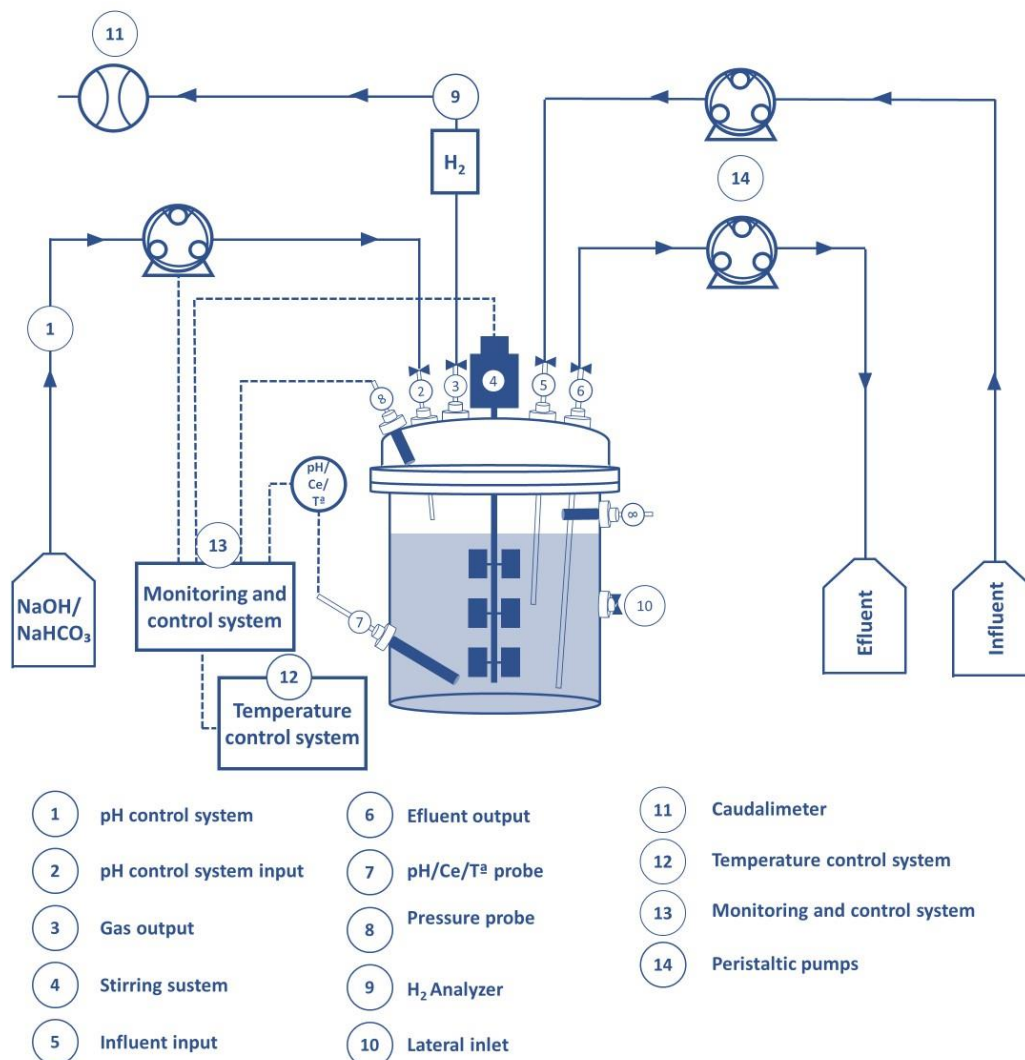 11
9
H₂
14
1
2
3
4
5
6
8
pH/
Ce/
Tª
8
13
7
10
NaOH/
NaHCO₃
Monitoring and
control system
12
Temperature
control system
Efluent
Influent
1 pH control system
2 pH control system input
3 Gas output
4 Stirring sustem
5 Influent input
6 Efluent output
7 pH/Ce/Tª probe
8 Pressure probe
9 H₂ Analyzer
10 Lateral inlet
11 Caudalimeter
12 Temperature control system
13 Monitoring and control system
14 Peristaltic pumps